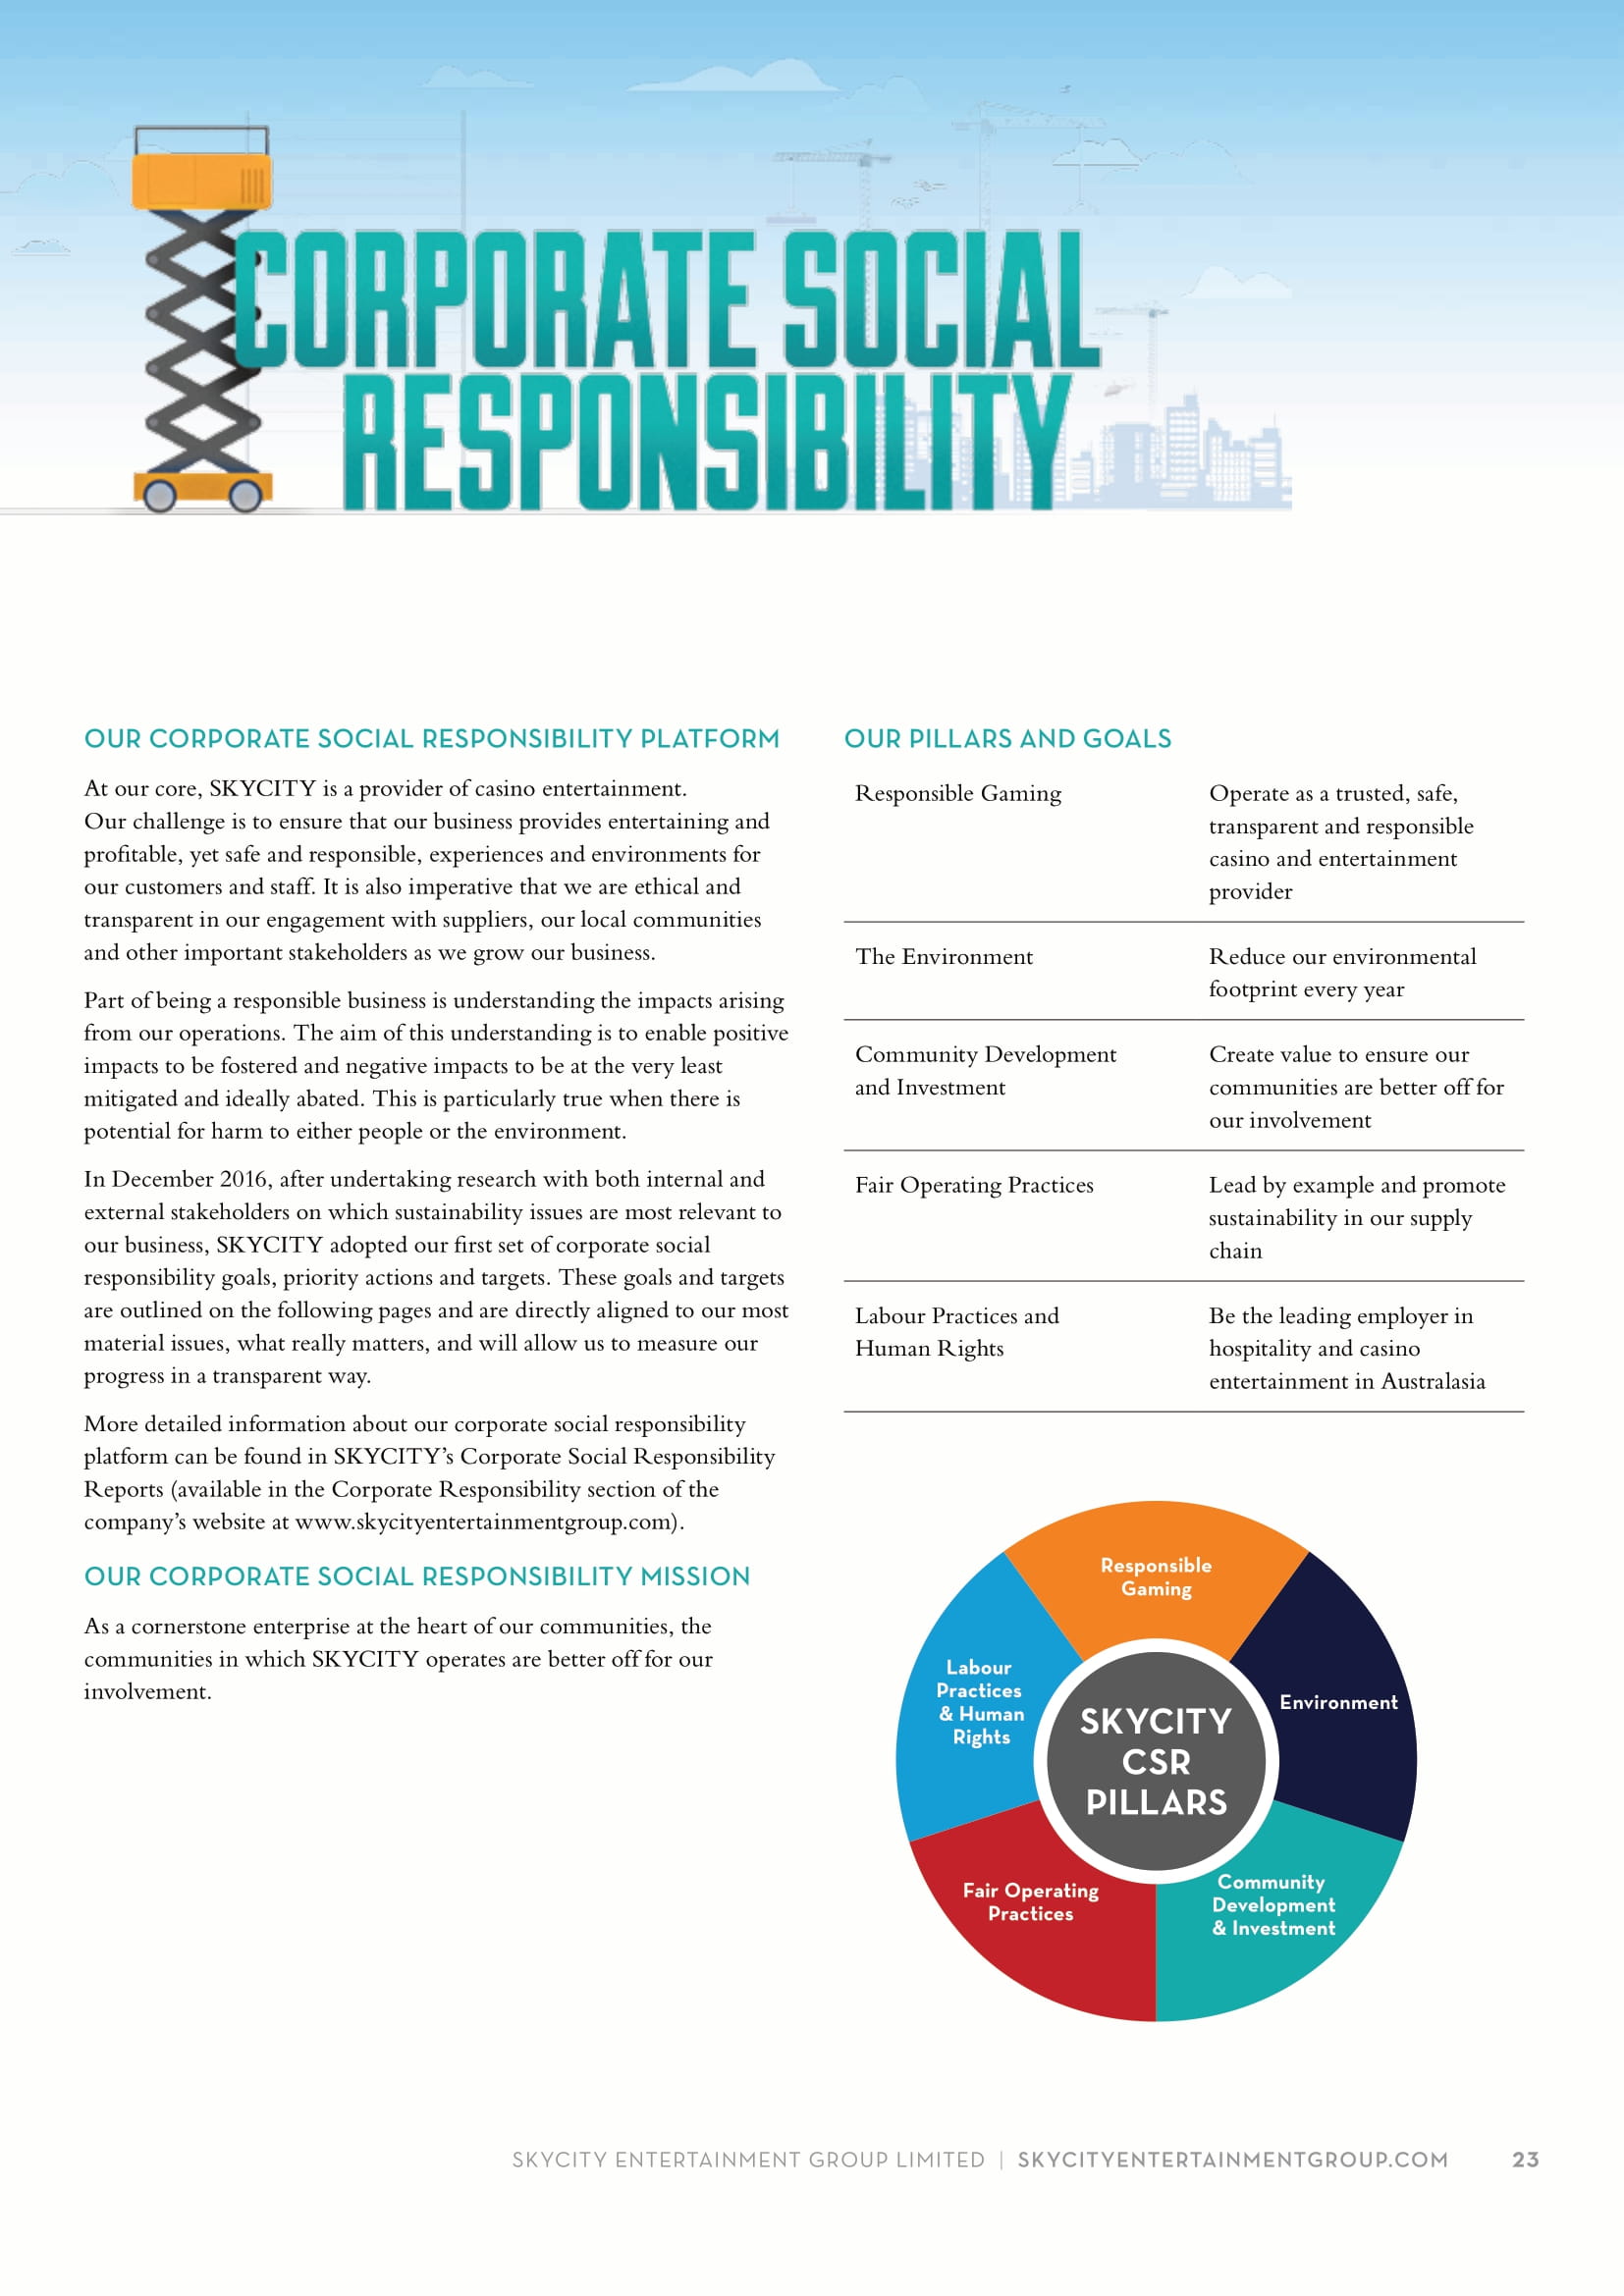 CORPORATE SOCIAL
RESPONSIBILITY
OUR CORPORATE SOCIAL RESPONSIBILITY PLATFORM
At our core, SKYCITY is a provider of casino entertainment.
Our challenge is to ensure that our business provides entertaining and
profitable, yet safe and responsible, experiences and environments for
our customers and staff. It is also imperative that we are ethical and
transparent in our engagement with suppliers, our local communities
and other important stakeholders as we grow our business.
Part of being a responsible business is understanding the impacts arising
from our operations. The aim of this understanding is to enable positive
impacts to be fostered and negative impacts to be at the very least
mitigated and ideally abated. This is particularly true when there is
potential for harm to either people or the environment.
In December 2016, after undertaking research with both internal and
external stakeholders on which sustainability issues are most relevant to
our business, SKYCITY adopted our first set of corporate social
responsibility goals, priority actions and targets. These goals and targets
are outlined on the following pages and are directly aligned to our most
material issues, what really matters, and will allow us to measure our
progress in a transparent way.
More detailed information about our corporate social responsibility
platform can be found in SKYCITY's Corporate Social Responsibility
Reports (available in the Corporate Responsibility section of the
company's website at www.skycityentertainmentgroup.com).
OUR CORPORATE SOCIAL RESPONSIBILITY MISSION
As a cornerstone enterprise at the heart of our communities, the
communities in which SKYCITY operates are better off for our
involvement.
OUR PILLARS AND GOALS
Responsible Gaming
Operate as a trusted, safe,
transparent and responsible
casino and entertainment
provider
The Environment
Reduce our environmental
footprint every year
Community Development
and Investment
Create value to ensure our
communities are better off for
our involvement
Fair Operating Practices
Lead by example and promote
sustainability in our supply
chain
Labour Practices and
Human Rights
Be the leading employer in
hospitality and casino
entertainment in Australasia
Responsible
Gaming
Labour
Practices
& Human
Rights
Environment
SKYCITY
CSR
PILLARS
Fair Operating
Practices
Community
Development
& Investment
SKYCITY ENTERTAINMENT GROUP LIMITED | SKYCITYENTERTAINMENTGROUP.COM 23